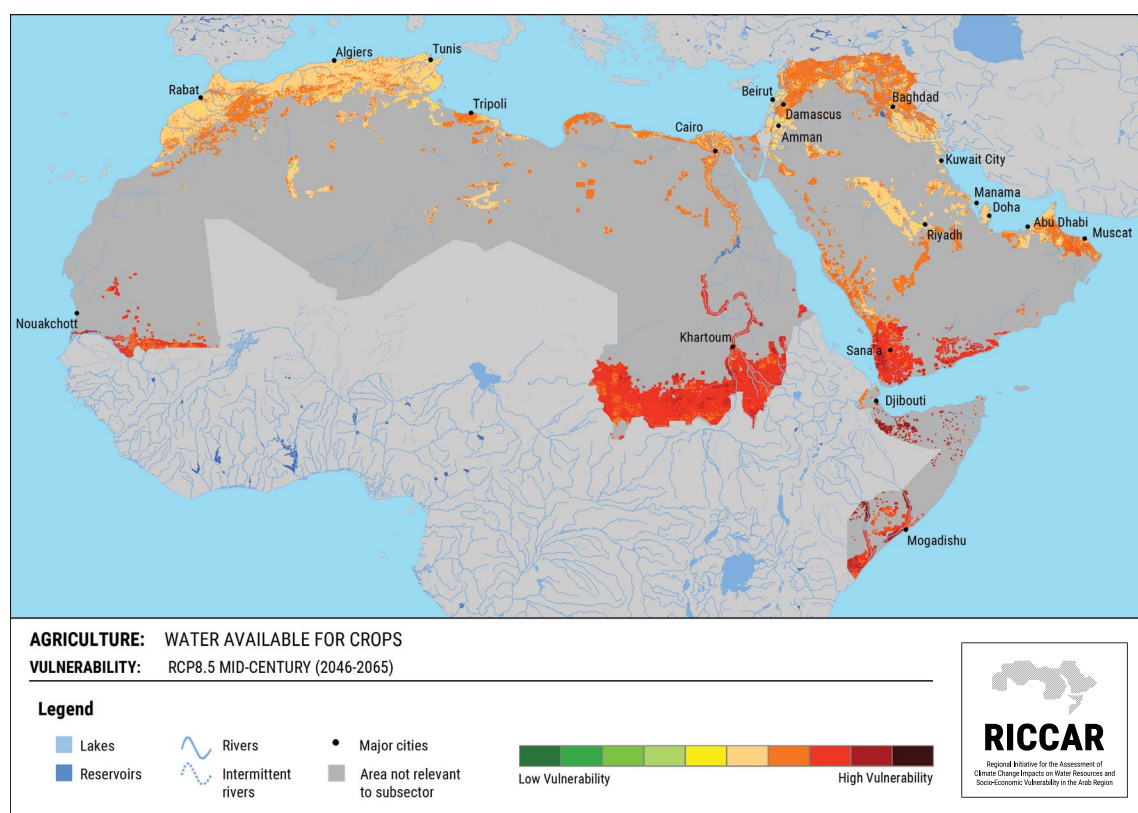 Algiers
Tunis
Rabat
Tripoli
Cairo
Beirut
Damascus
Amman
Baghdad
Kuwait City
Manama
Doha
Abu Dhabi
Muscat
Riyadh
Nouakchott
Khartoum
Sana'a
Djibouti
Mogadishu
AGRICULTURE: WATER AVAILABLE FOR CROPS
VULNERABILITY: RCP8.5 MID-CENTURY (2046-2065)
Legend
Lakes
Reservoirs
Rivers
Intermittent
rivers
Major cities
Area not relevant
to subsector
Low Vulnerability
High Vulnerability
RICCAR
Regional Initiative for the Assessment of
Climate Change Impacts on Water Resources and
Socio-Economic Vulnerability in the Arab Region